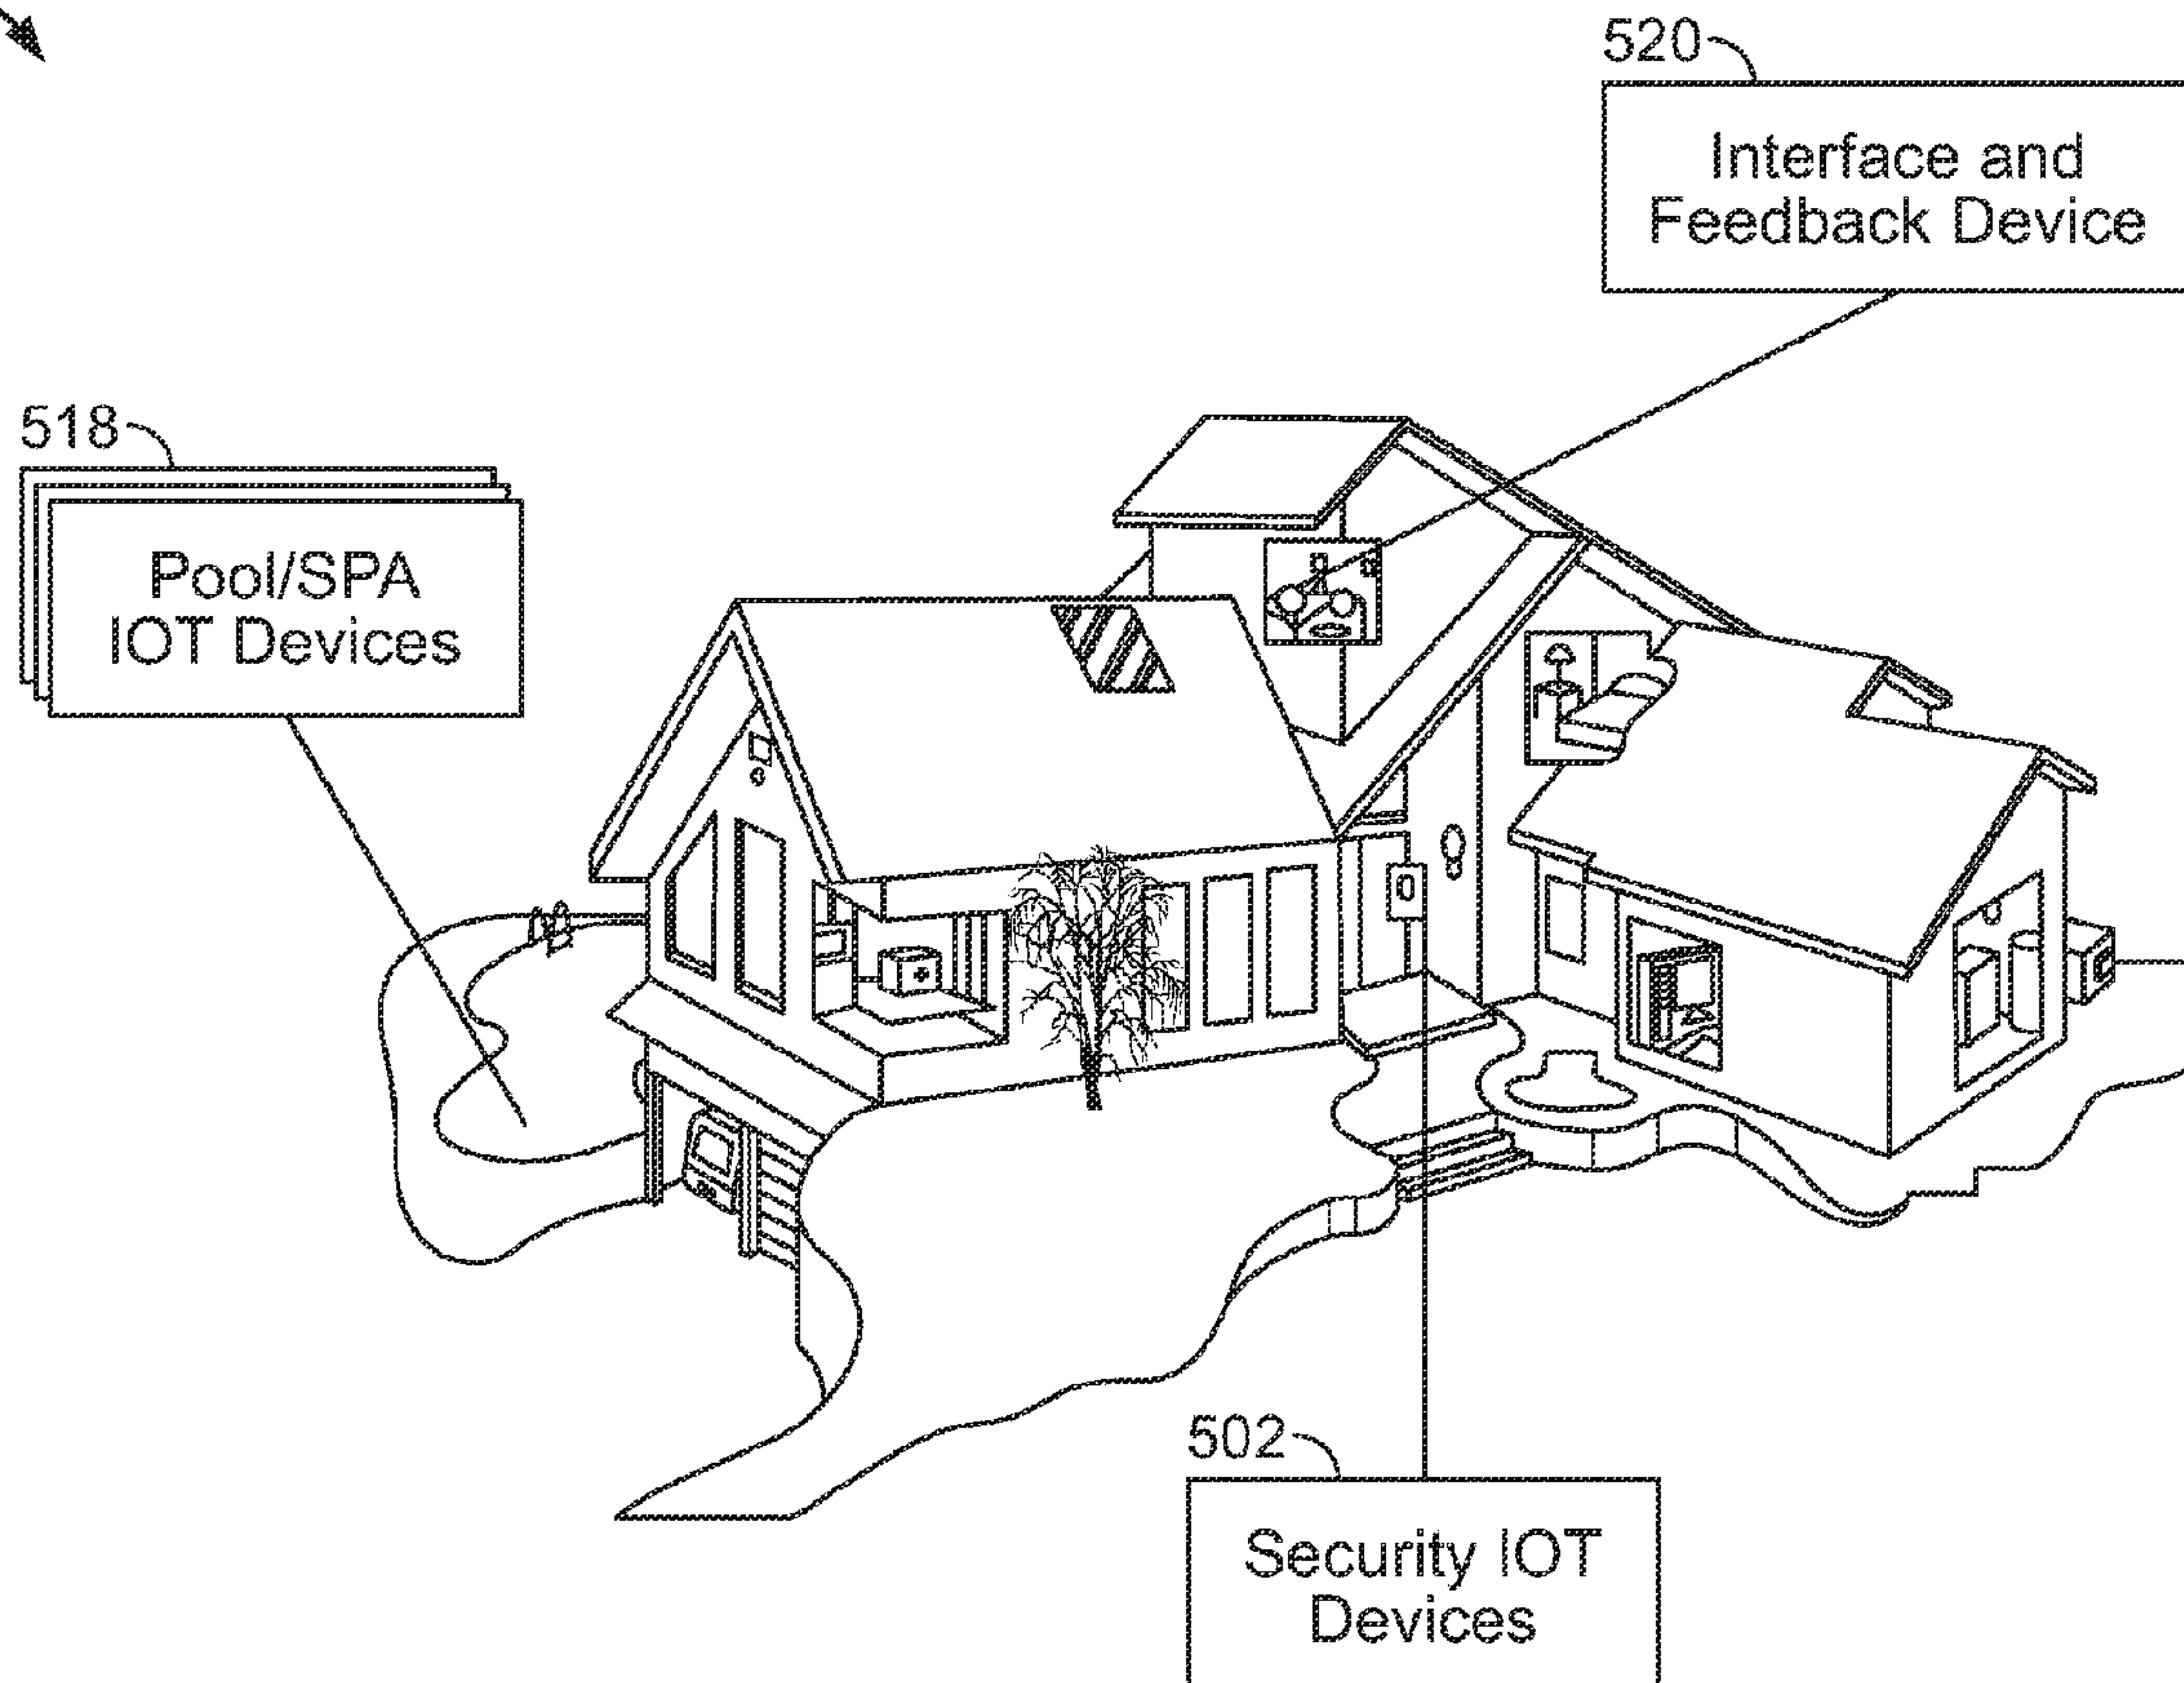 520
Interface and
Feedback Device
518
Pool/SPA
IOT Devices
502
Security IOT
Devices